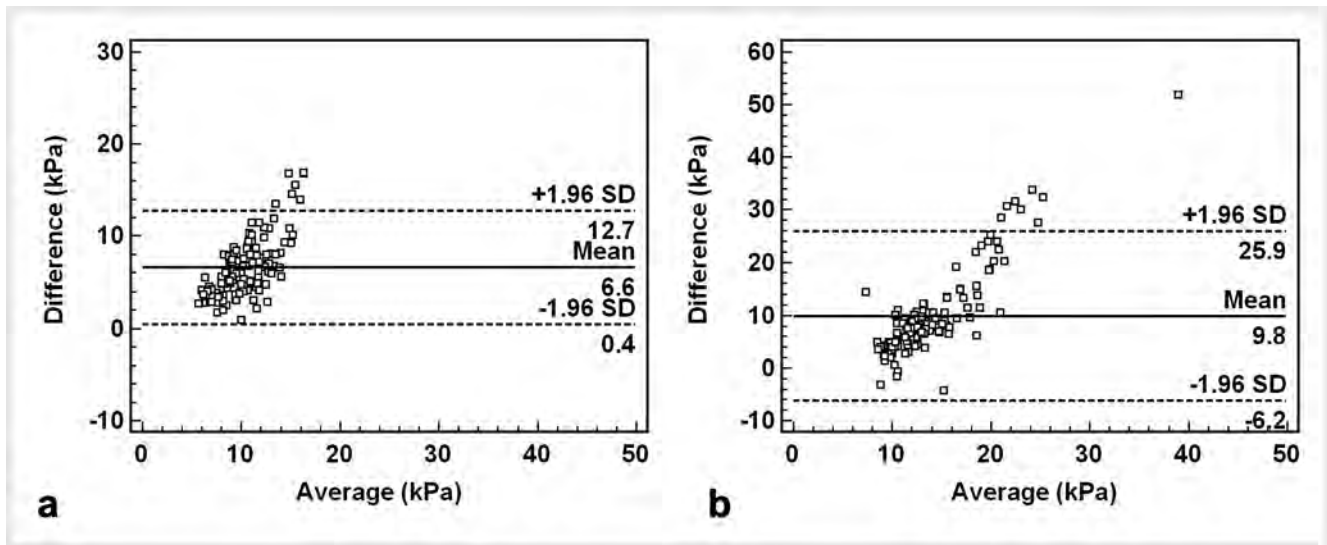 30
20
10
0
-10
Difference (kPa)
+1.96 SD
12.7
Mean
6.6
-1.96 SD
0.4
0 10 20 30 40 50
Average (kPa)
a
60
50
40
30
20
10
0
-10
Difference (kPa)
+1.96 SD
25.9
Mean
9.8
-1.96 SD
-6.2
0 10 20 30 40 50
Average (kPa)
b